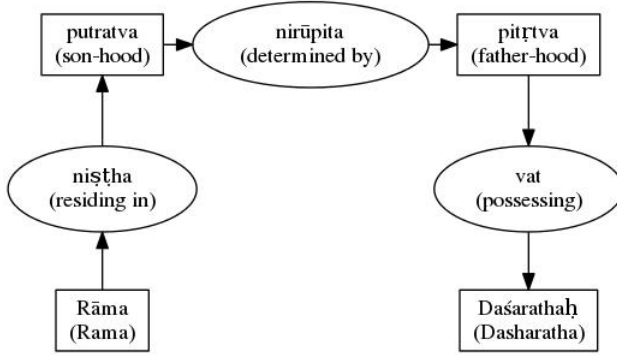 putratva
(son-hood)
nirūpita
(determined by)
pitṛtva
(father-hood)
niṣṭha
(residing in)
vat
(possessing)
Rāma
(Rama)
Daśarathaḥ
(Dasharatha)